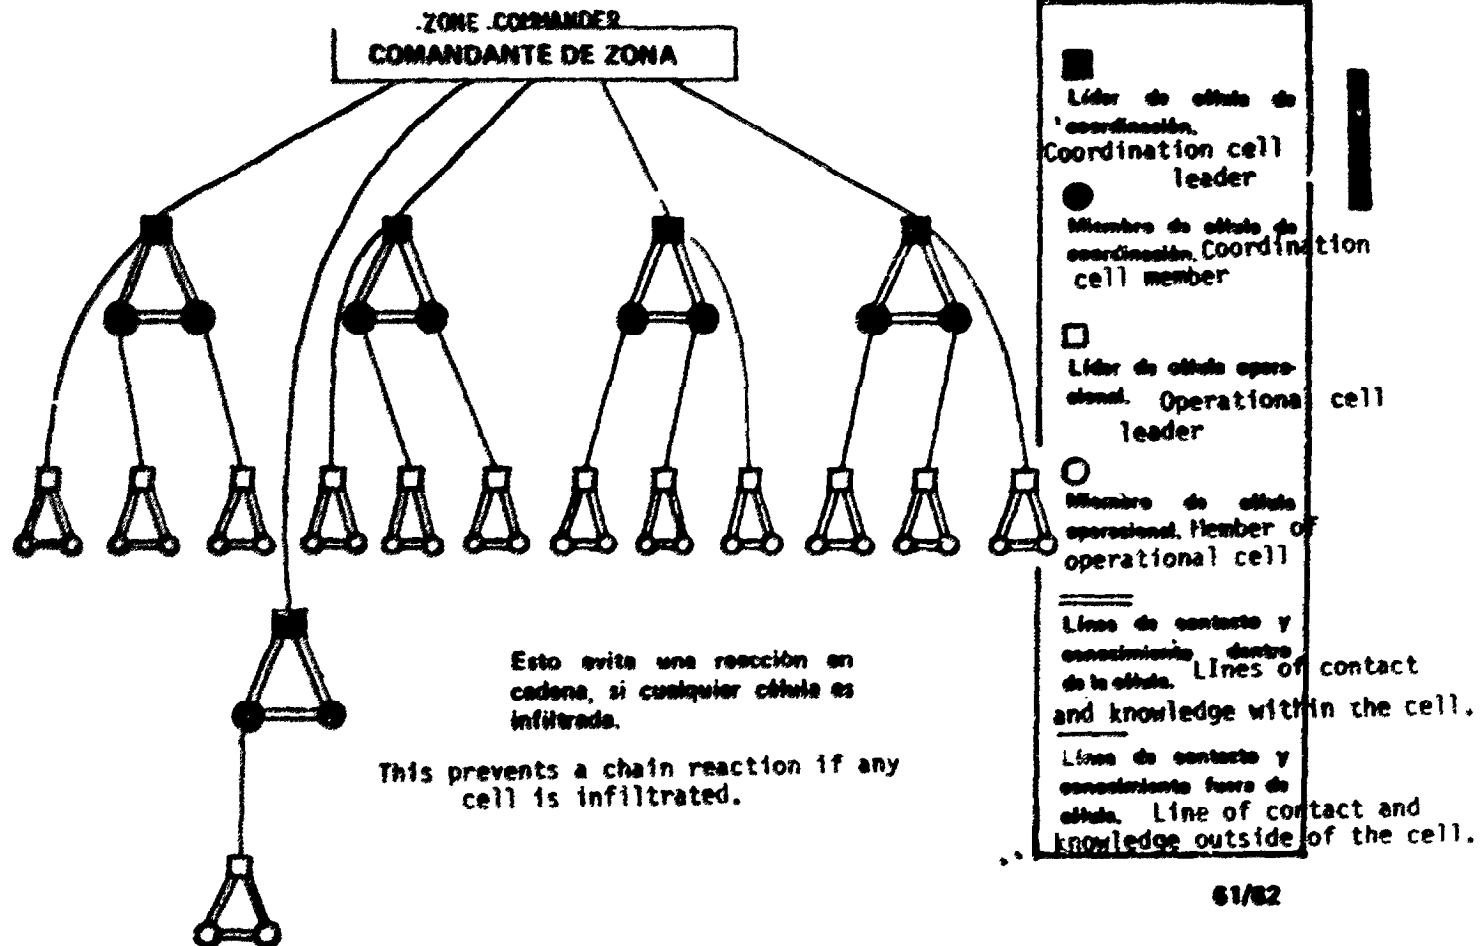 ZONE COMMANDER
COMANDANTE DE ZONA
Líder de célula de
coordinación.
Coordination cell
leader
Miembro de célula de
coordinación. Coordination
cell member
Líder de célula opera-
cional. Operational cell
leader
Miembro de célula
operacional. Member of
operational cell
Línea de contacto y
conocimiento dentro
de la célula. LInes of contact
and knowledge within the cell.
Línea de contacto y
conocimiento fuera de
célula. Line of contact and
knowledge outside of the cell.
Esto evita una reacción en
cadena, si cualquier célula es
infiltrada.
This prevents a chain reaction if any
cell is infiltrated.
61/62